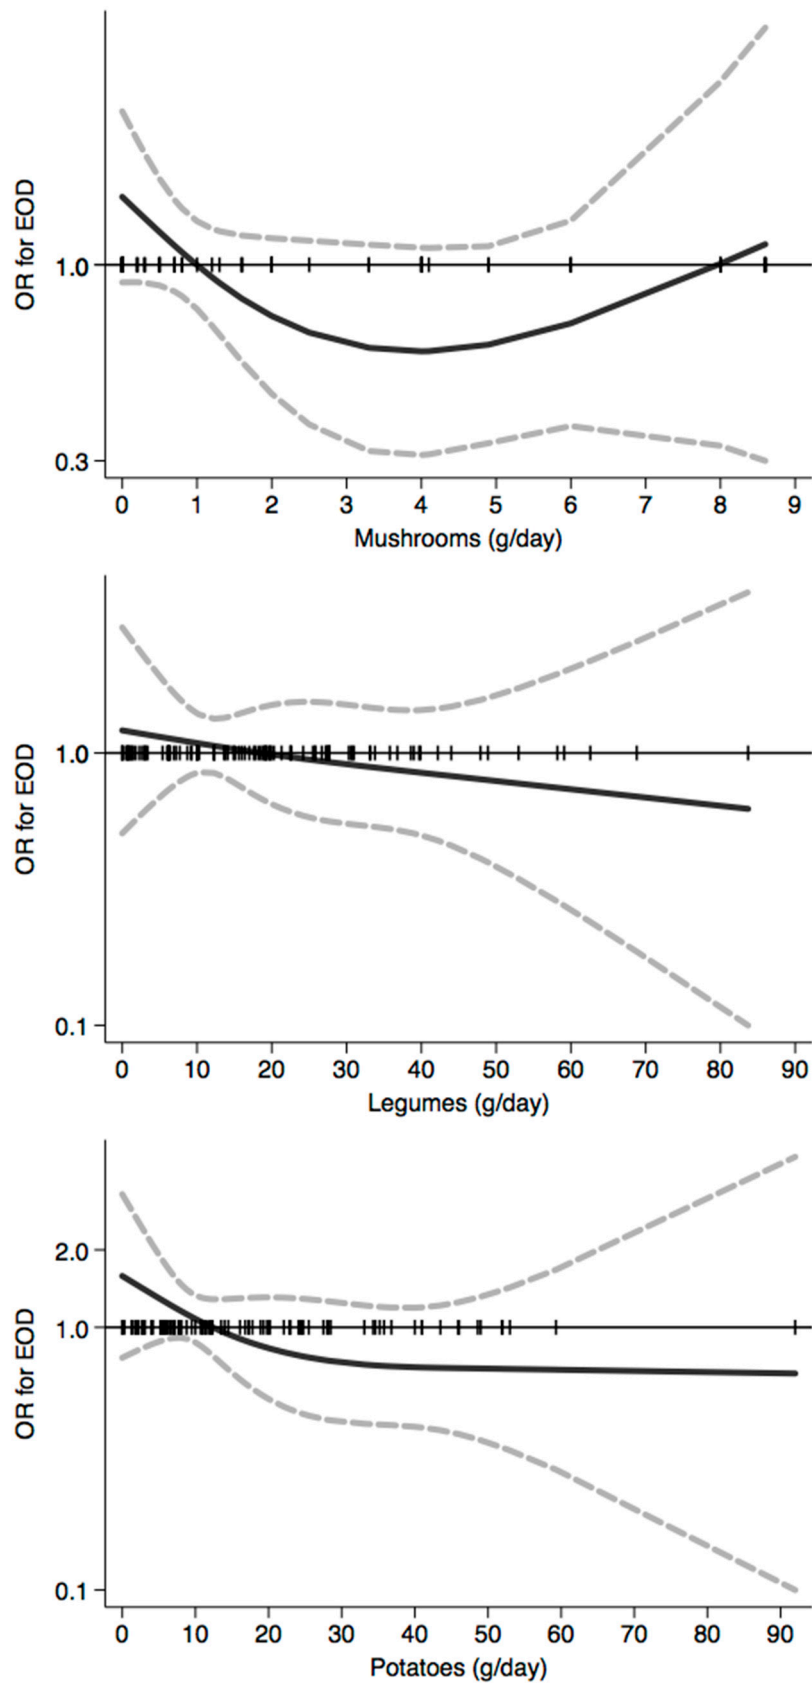 OR for EOD
1.0
0.3
0 1 2 3 4 5 6 7 8 9
Mushrooms (g/day)
OR for EOD
1.0
0.1
0 10 20 30 40 50 60 70 80 90
Legumes (g/day)
OR for EOD
2.0
1.0
0.1
0 10 20 30 40 50 60 70 80 90
Potatoes (g/day)